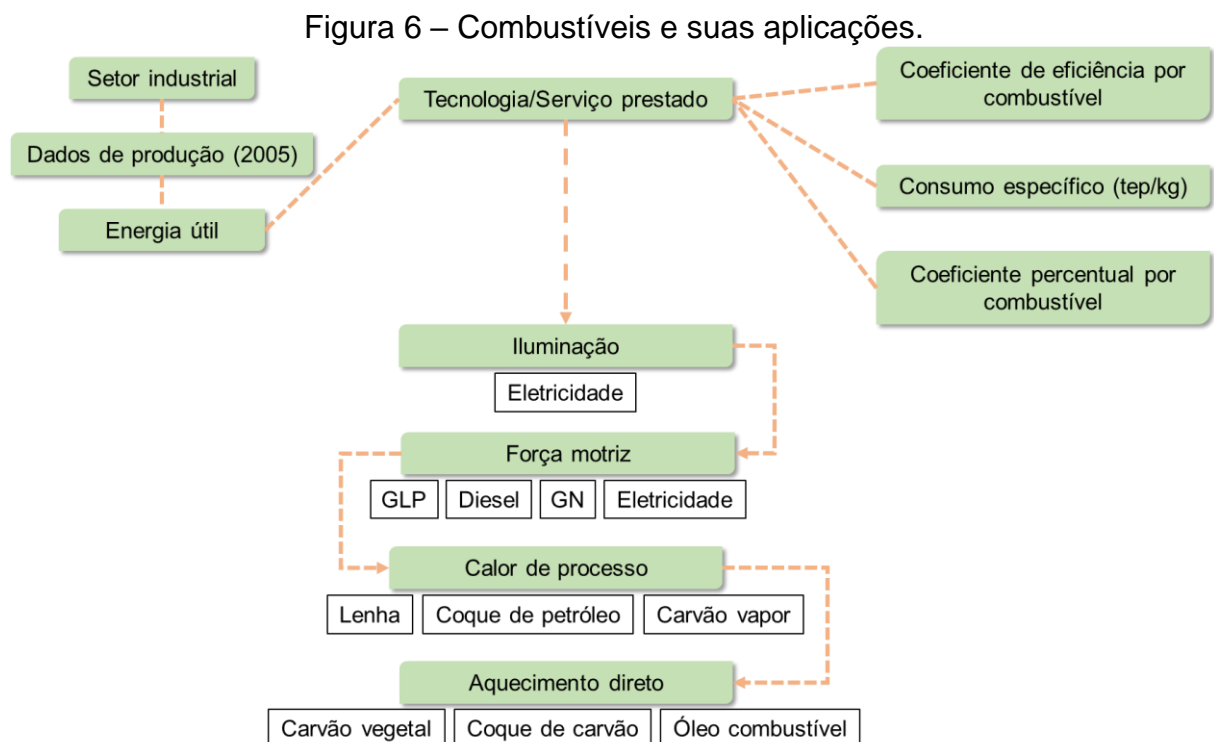 Figura 6 – Combustíveis e suas aplicações.
Setor industrial
Dados de produção (2005)
Energia útil
Tecnologia/Serviço prestado
Coeficiente de eficiência por
combustível
Consumo específico (tep/kg)
Coeficiente percentual por
combustível
Iluminação
Eletricidade
Força motriz
GLP Diesel GN Eletricidade
Calor de processo
Lenha Coque de petróleo Carvão vapor
Aquecimento direto
Carvão vegetal Coque de carvão Óleo combustível